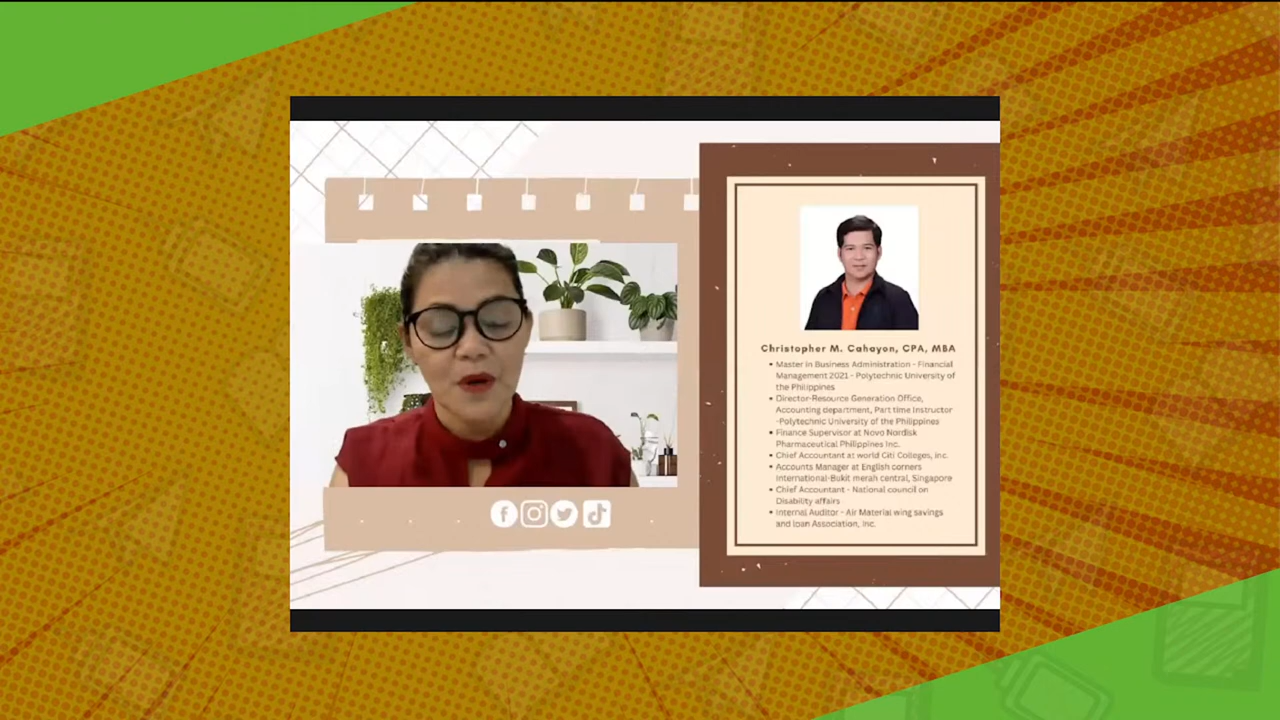 Christopher M. Cahayon, CPA, MBA
Master in Business Administration - Financial
Management 2021 - Polytechnic University of
the Philippines
Director-Resource Generation Office,
Accounting department, Part time Instructor
-Polytechnic University of the Philippines
Finance Supervisor at Novo Nordisk
Pharmaceutical Philippines Inc.
Chief Accountant at world Citi Colleges, inc.
Accounts Manager at English corners
International-Bukit merah central, Singapore
Chief Accountant - National council on
Disability affairs
Internal Auditor - Air Material wing savings
and loan Association, Inc.